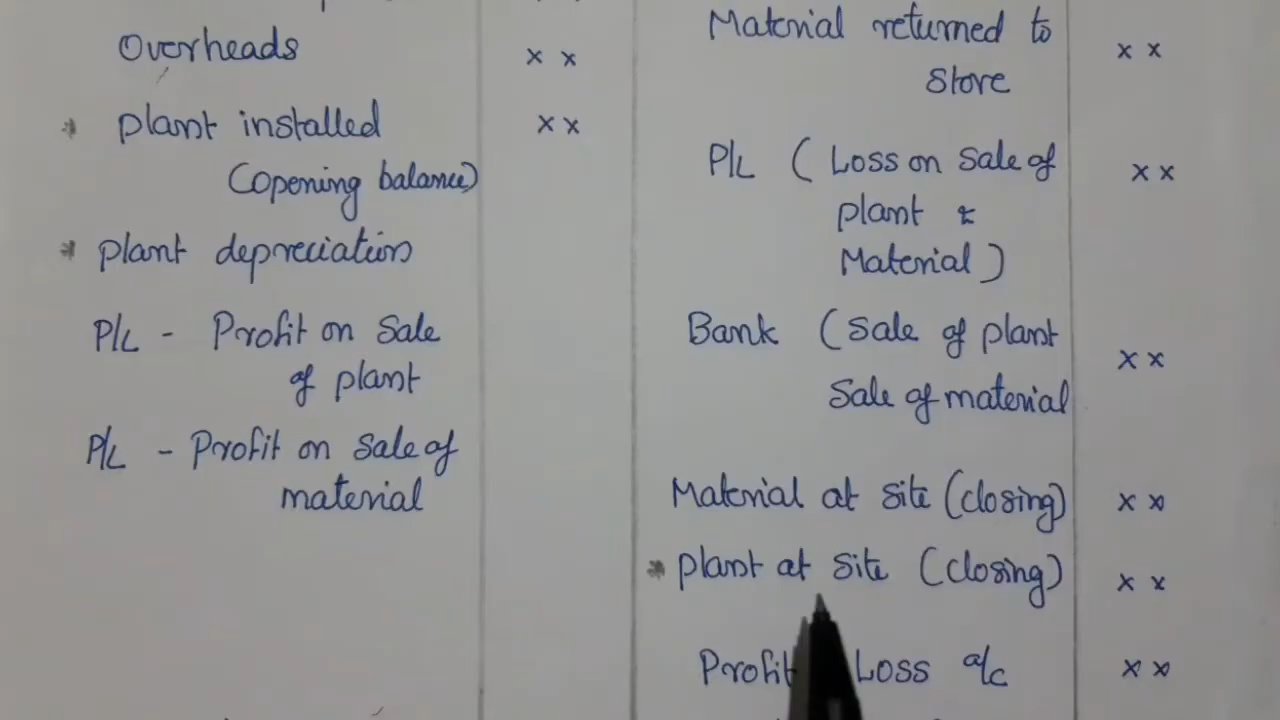 Overheads x x
* plant installed x x
(opening balance)
* plant depreciation
P/L - Profit on Sale
of plant
P/L - Profit on Sale of
material
Material returned to x x
Store
P/L ( Loss on Sale of x x
plant &
Material )
Bank ( Sale of plant x x
Sale of material
Material at site (closing) x x
* plant at site (closing) x x
Profit Loss a/c x x